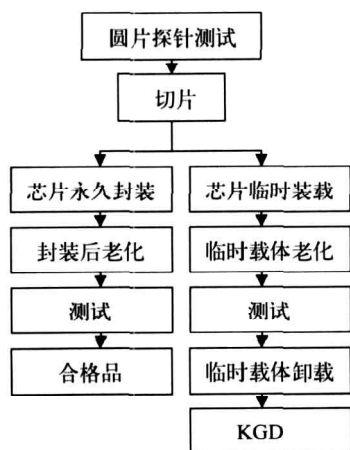 圆片探针测试
切片
芯片永久封装
芯片临时装载
封装后老化
临时载体老化
测试
测试
合格品
临时载体卸载
KGD